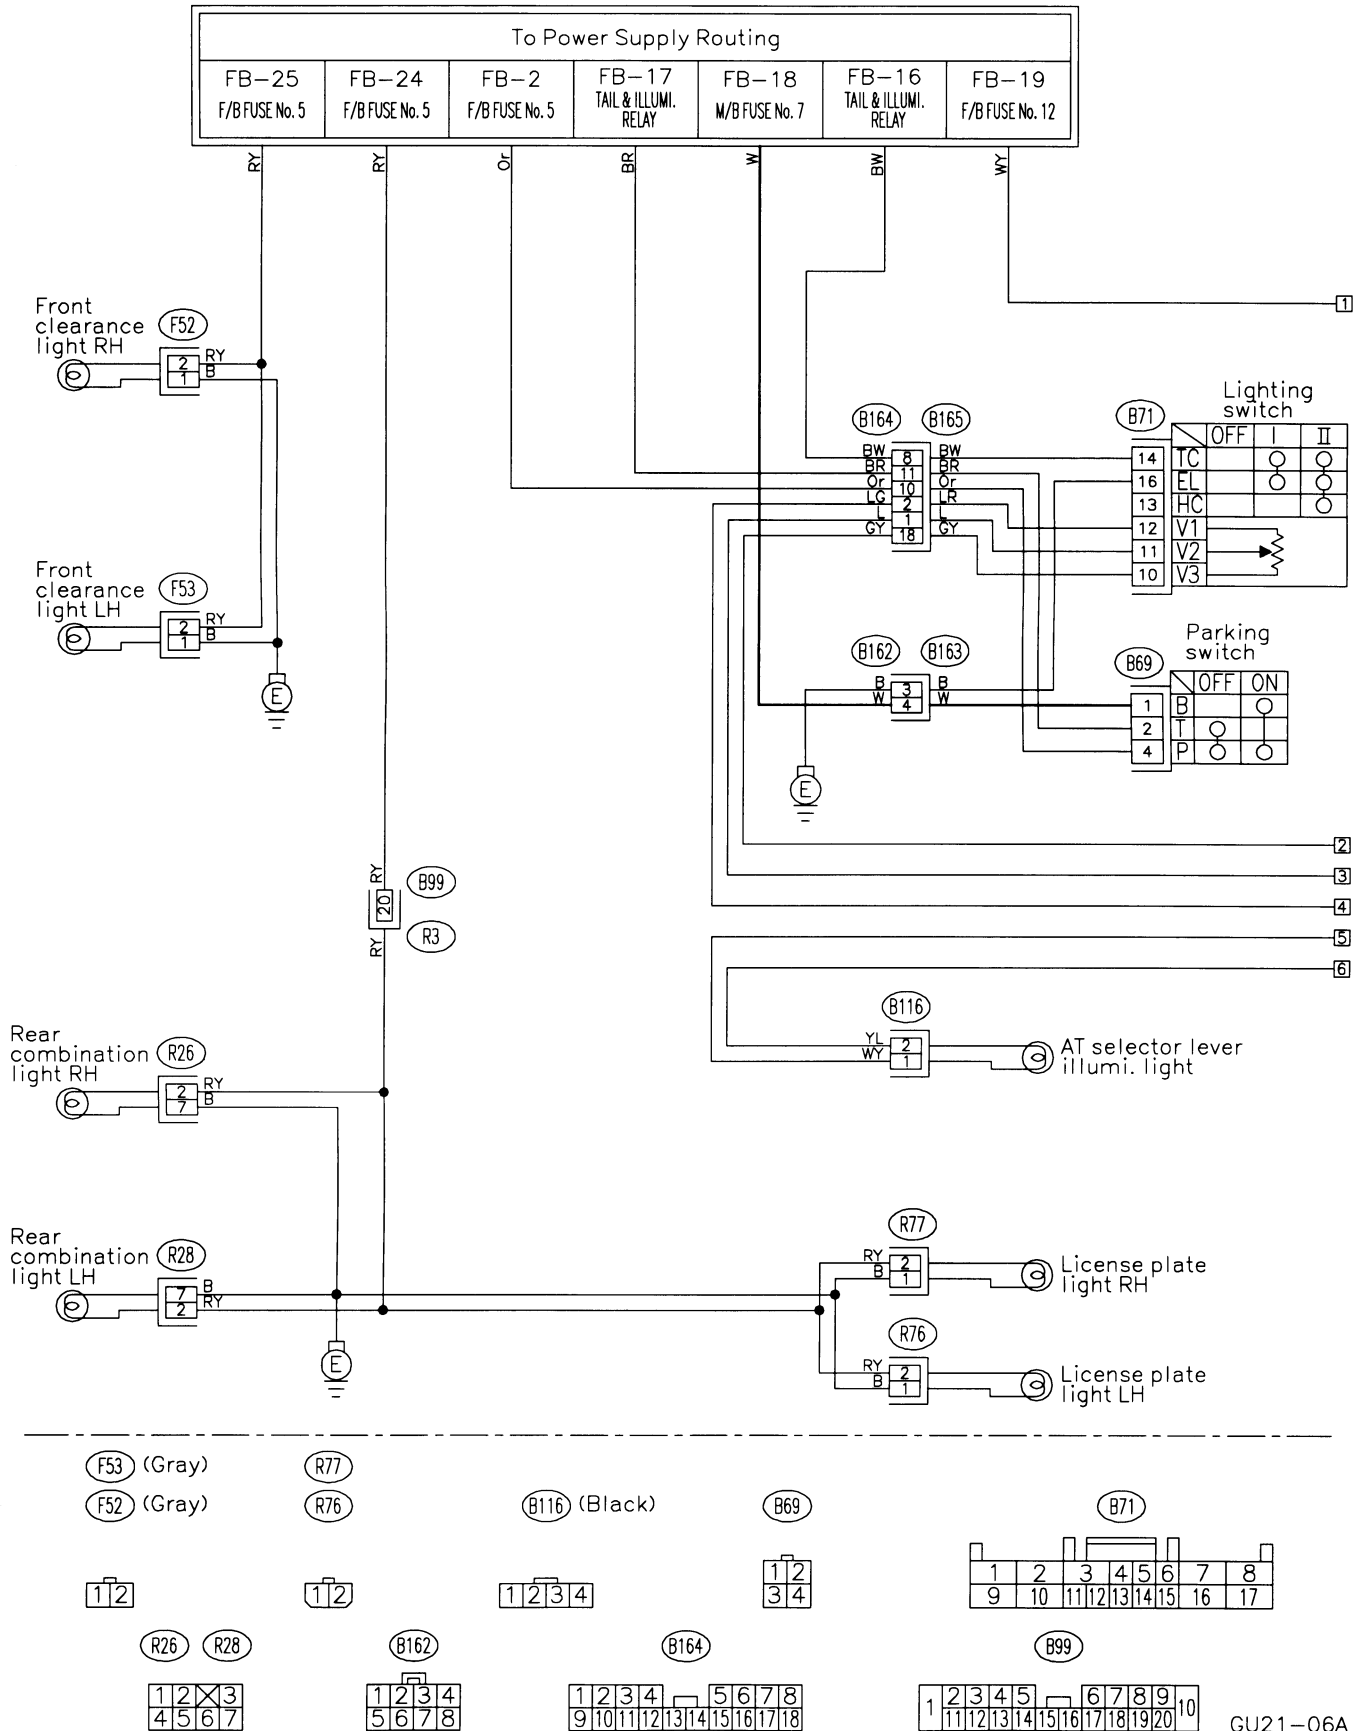 To Power Supply Routing
FB-25 FB-24 FB-2 FB-17 FB-18 FB-16 FB-19
F/B FUSE No. 5 F/B FUSE No. 5 F/B FUSE No. 5 TAIL & ILLUMI. RELAY M/B FUSE No. 7 TAIL & ILLUMI. RELAY F/B FUSE No. 12
RY RY Or BR W BW WY
1
Front
clearance
light RH
F52
2 RY
1 B
Lighting
switch
B164 B165 B71
OFF I II
BW 8 BW 14 TC
BR 11 BR 16 EL
Or 10 Or 13 HC
LG 2 LR 12 V1
L 1 L 11 V2
GY 18 GY 10 V3
Front
clearance
light LH
F53
2 RY
1 B
E
Parking
switch
B162 B163 B69
OFF ON
B 3 B 1 B
W 4 W 2 T
4 P
E
2
3
4
5
6
RY
20
RY
B99
R3
B116
YL 2
WY 1
AT selector lever
illumi. light
Rear
combination
light RH
R26
2 RY
7 B
Rear
combination
light LH
R28
7 B
2 RY
E
R77
RY 2
B 1
License plate
light RH
R76
RY 2
B 1
License plate
light LH
F53 (Gray) R77
F52 (Gray) R76 B116 (Black) B69 B71
1 2
1 2
1 2 3 4
1 2
3 4
1 2 3 4 5 6 7 8
9 10 11 12 13 14 15 16 17
R26 R28 B162 B164 B99
1 2 3
4 5 6 7
1 2 3 4
5 6 7 8
1 2 3 4 5 6 7 8
9 10 11 12 13 14 15 16 17 18
1 2 3 4 5 6 7 8 9 10
11 12 13 14 15 16 17 18 19 20
GU21-06A